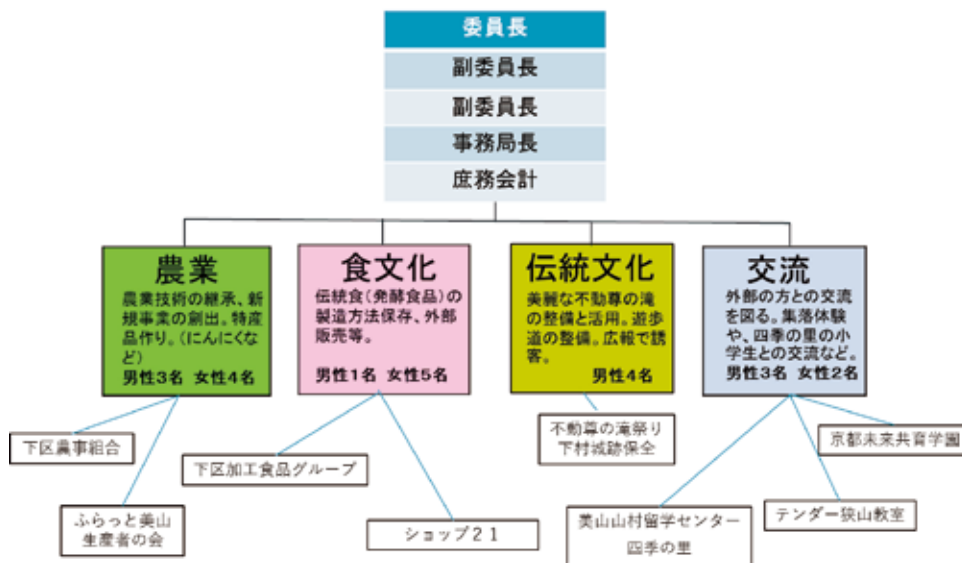 委員長
副委員長
副委員長
事務局長
庶務会計
農業
農業技術の継承、新
規事業の創出。特産
品作り。(にんにくな
ど)
男性3名 女性4名
食文化
伝統食(発酵食品)の
製造方法保存、外部
販売等。
男性1名 女性5名
伝統文化
美麗な不動尊の滝
の整備と活用。遊歩
道の整備。広報で誘
客。
男性4名
交流
外部の方との交流
を図る。集落体験
や、四季の里の小
学生との交流など。
男性3名 女性2名
下区農事組合
ふらっと美山
生産者の会
下区加工食品グループ
ショップ21
不動尊の滝祭り
下村城跡保全
美山山村留学センター
四季の里
テンダー狭山教室
京都未来共育学園